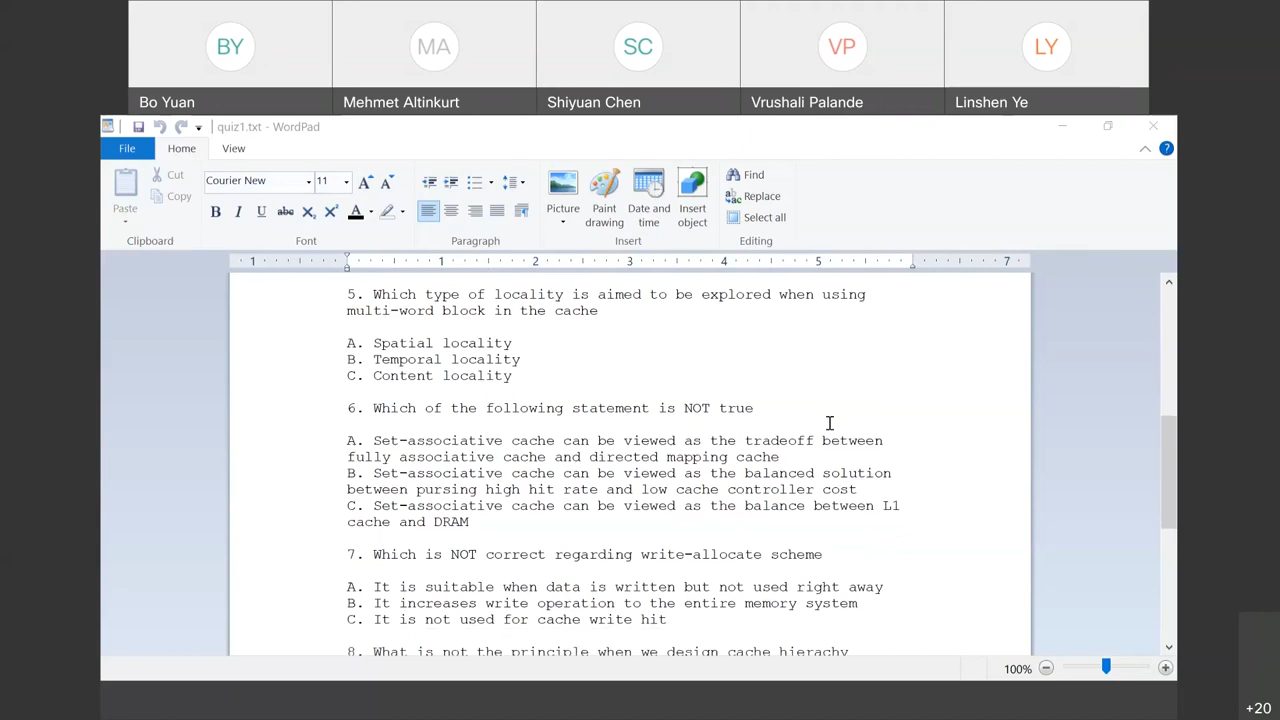 BY MA SC VP LY
Bo Yuan Mehmet Altinkurt Shiyuan Chen Vrushali Palande Linshen Ye
quiz1.txt - WordPad
File Home View
Cut
Copy
Paste
Clipboard
Courier New 11
Font
Paragraph
Picture Paint drawing Date and time Insert object
Insert
Find
Replace
Select all
Editing
1 1 2 3 4 5 7
5. Which type of locality is aimed to be explored when using
multi-word block in the cache
A. Spatial locality
B. Temporal locality
C. Content locality
6. Which of the following statement is NOT true
A. Set-associative cache can be viewed as the tradeoff between
fully associative cache and directed mapping cache
B. Set-associative cache can be viewed as the balanced solution
between pursing high hit rate and low cache controller cost
C. Set-associative cache can be viewed as the balance between L1
cache and DRAM
7. Which is NOT correct regarding write-allocate scheme
A. It is suitable when data is written but not used right away
B. It increases write operation to the entire memory system
C. It is not used for cache write hit
8. What is not the principle when we design cache hierachy
100%
+20